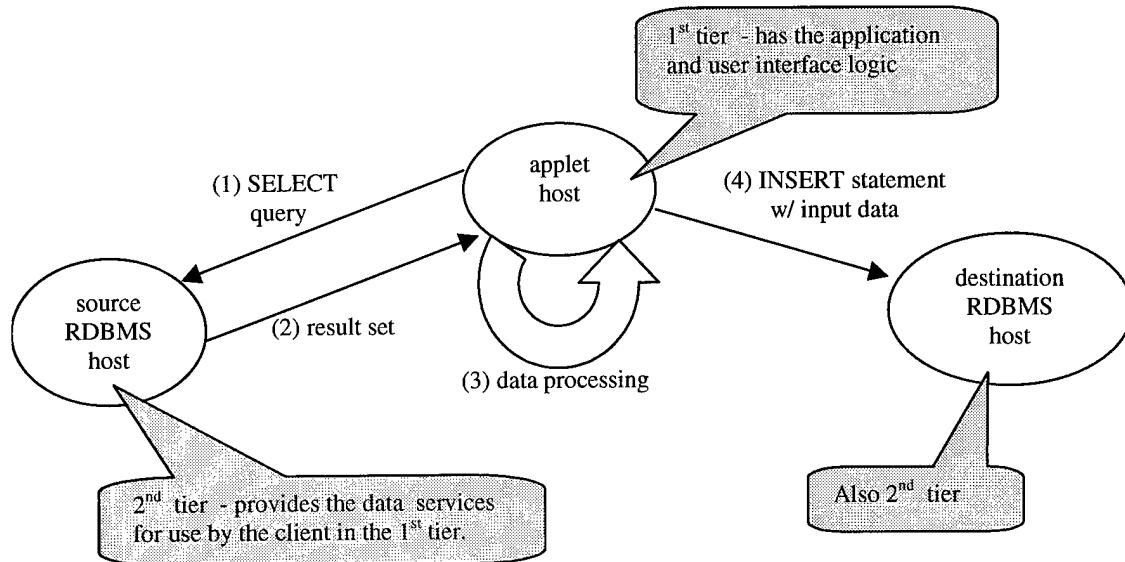 1st tier - has the application
and user interface logic
applet
host
(1) SELECT
query
(4) INSERT statement
w/ input data
source
RDBMS
host
(2) result set
destination
RDBMS
host
(3) data processing
2nd tier - provides the data services
for use by the client in the 1st tier.
Also 2nd tier